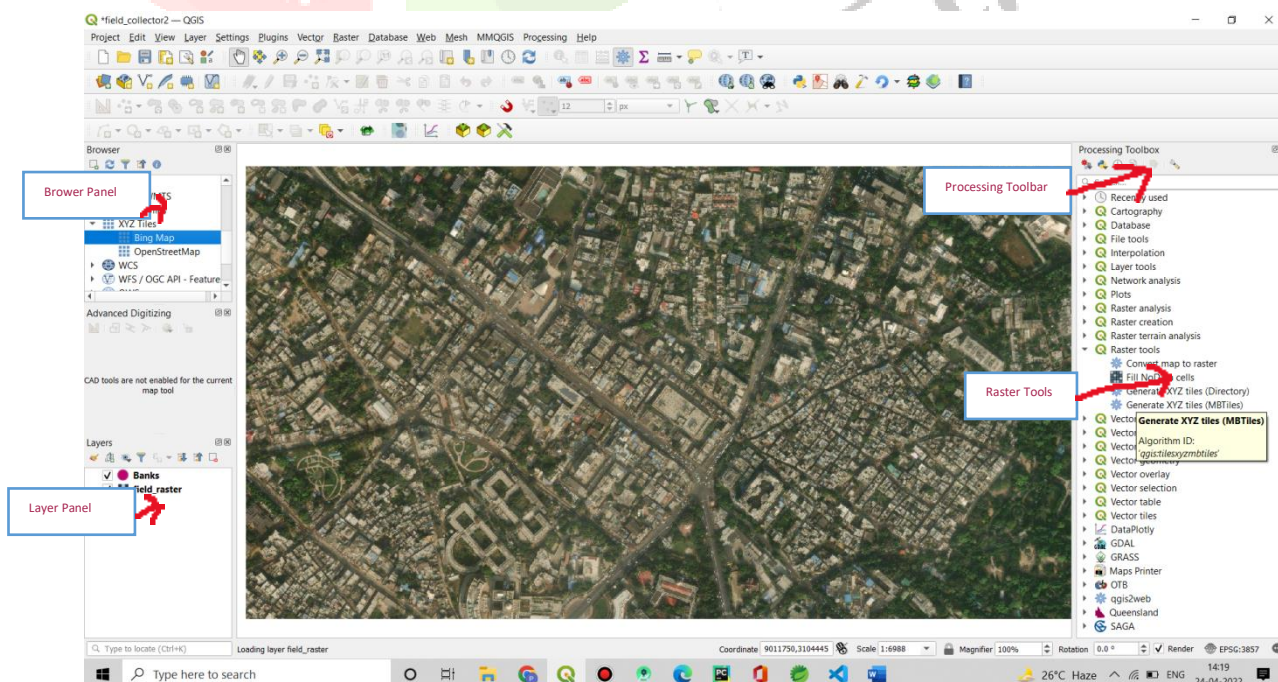 *field_collector2 — QGIS
Project Edit View Layer Settings Plugins Vector Raster Database Web Mesh MMQGIS Processing Help
12 px
Browser
Brower Panel
XYZ Tiles
Bing Map
OpenStreetMap
WCS
WFS / OGC API - Feature
Advanced Digitizing
CAD tools are not enabled for the current
map tool
Layers
Banks
field_raster
Layer Panel
Processing Toolbox
Processing Toolbar
Recently used
Cartography
Database
File tools
Interpolation
Layer tools
Network analysis
Plots
Raster analysis
Raster creation
Raster terrain analysis
Raster tools
Convert map to raster
Fill cells
Raster Tools
Generate XYZ tiles (Directory)
Generate XYZ tiles (MBTiles)
Generate XYZ tiles (MBTiles)
Algorithm ID:
'qgis:tilesxyzmbtiles'
Vector overlay
Vector selection
Vector table
Vector tiles
DataPlotly
GDAL
GRASS
Maps Printer
OTB
qgis2web
Queensland
SAGA
Type to locate (Ctrl+K) Loading layer field_raster Coordinate 9011750,3104445 Scale 1:6988 Magnifier 100% Rotation 0.0 ° Render EPSG:3857
Type here to search 26°C Haze ENG 14:19
24-04-2022